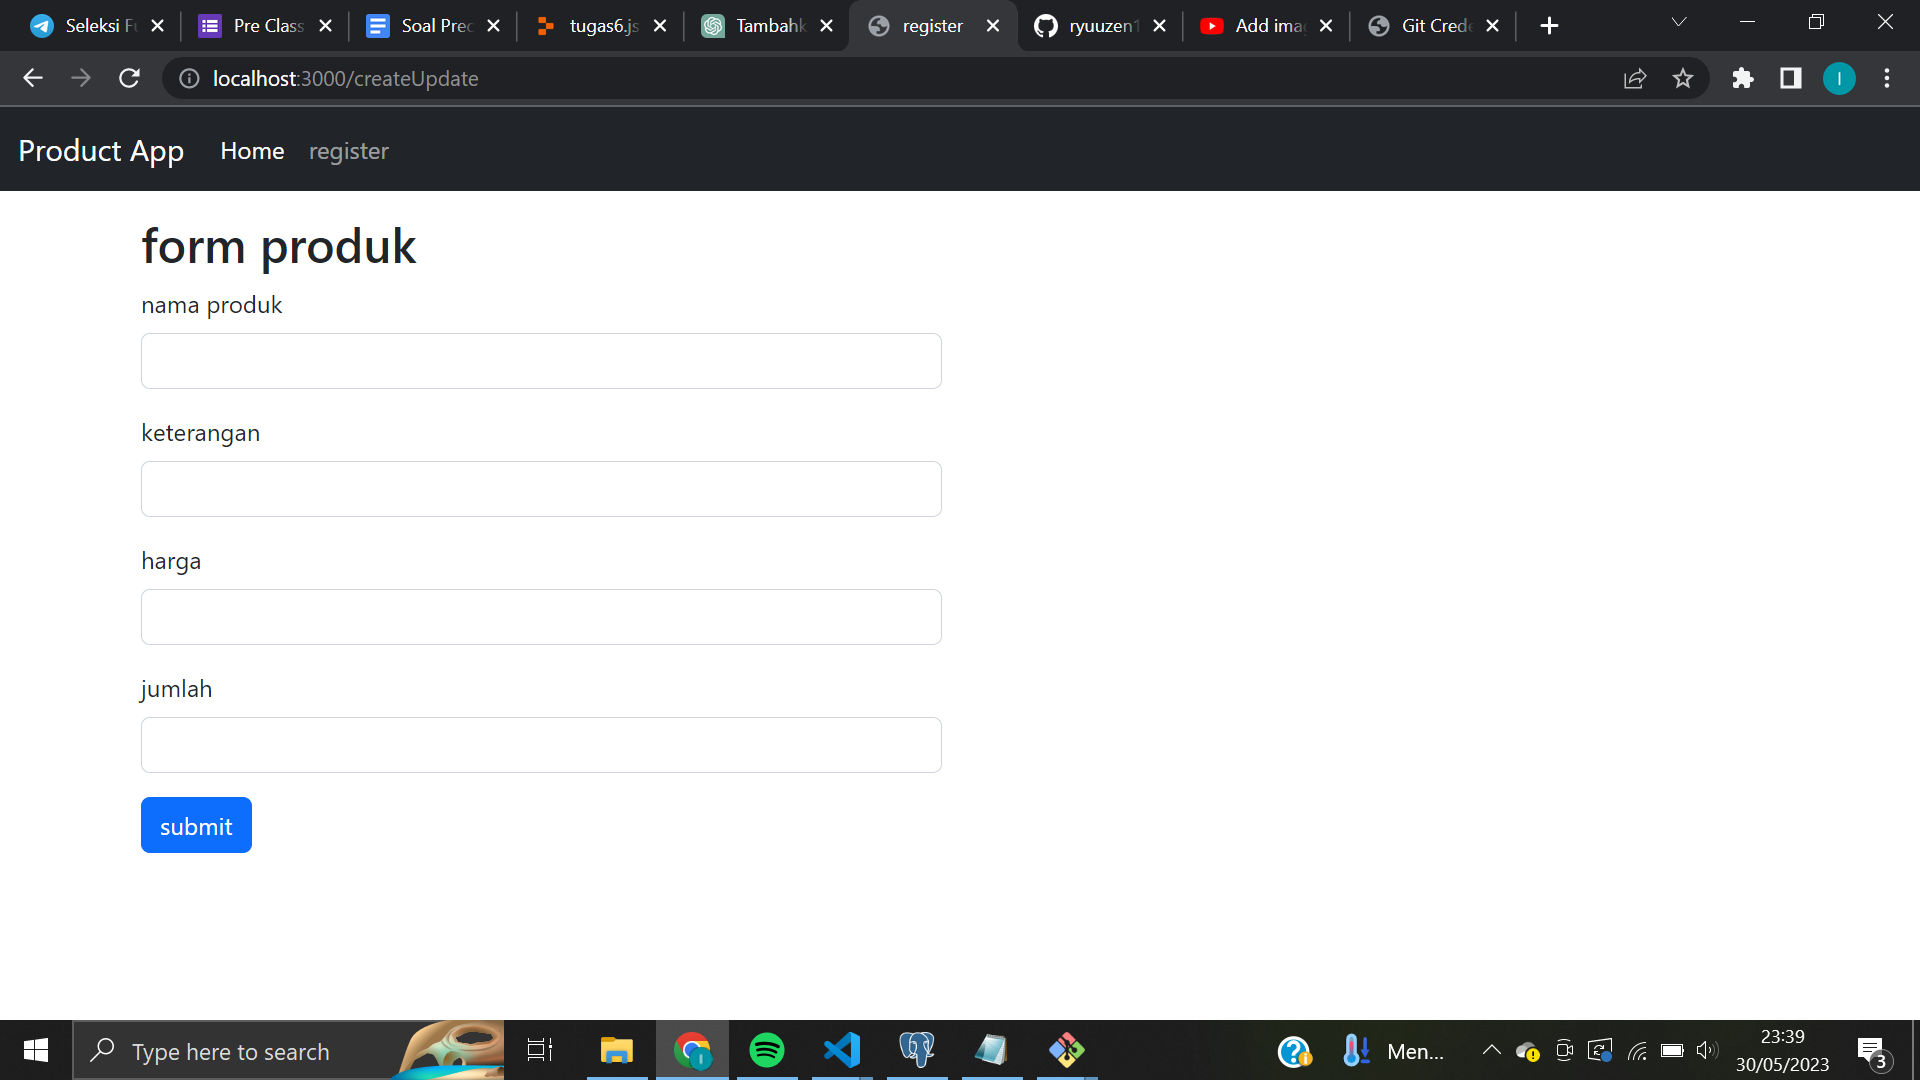 Seleksi F
Pre Class
Soal Prec
tugas6.js
Tambahk
register
ryuuzen1
Add ima
Git Crede
localhost:3000/createUpdate
I
Product App
Home
register
form produk
nama produk
keterangan
harga
jumlah
submit
Type here to search
I
Men...
23:39
30/05/2023
3